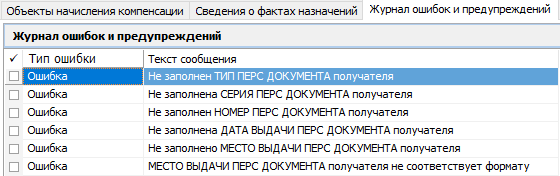 Объекты начисления компенсации Сведения о фактах назначений Журнал ошибок и предупреждений
Журнал ошибок и предупреждений
✓ Тип ошибки Текст сообщения
Ошибка Не заполнен ТИП ПЕРС ДОКУМЕНТА получателя
Ошибка Не заполнена СЕРИЯ ПЕРС ДОКУМЕНТА получателя
Ошибка Не заполнен НОМЕР ПЕРС ДОКУМЕНТА получателя
Ошибка Не заполнена ДАТА ВЫДАЧИ ПЕРС ДОКУМЕНТА получателя
Ошибка Не заполнено МЕСТО ВЫДАЧИ ПЕРС ДОКУМЕНТА получателя
Ошибка МЕСТО ВЫДАЧИ ПЕРС ДОКУМЕНТА получателя не соответствует формату